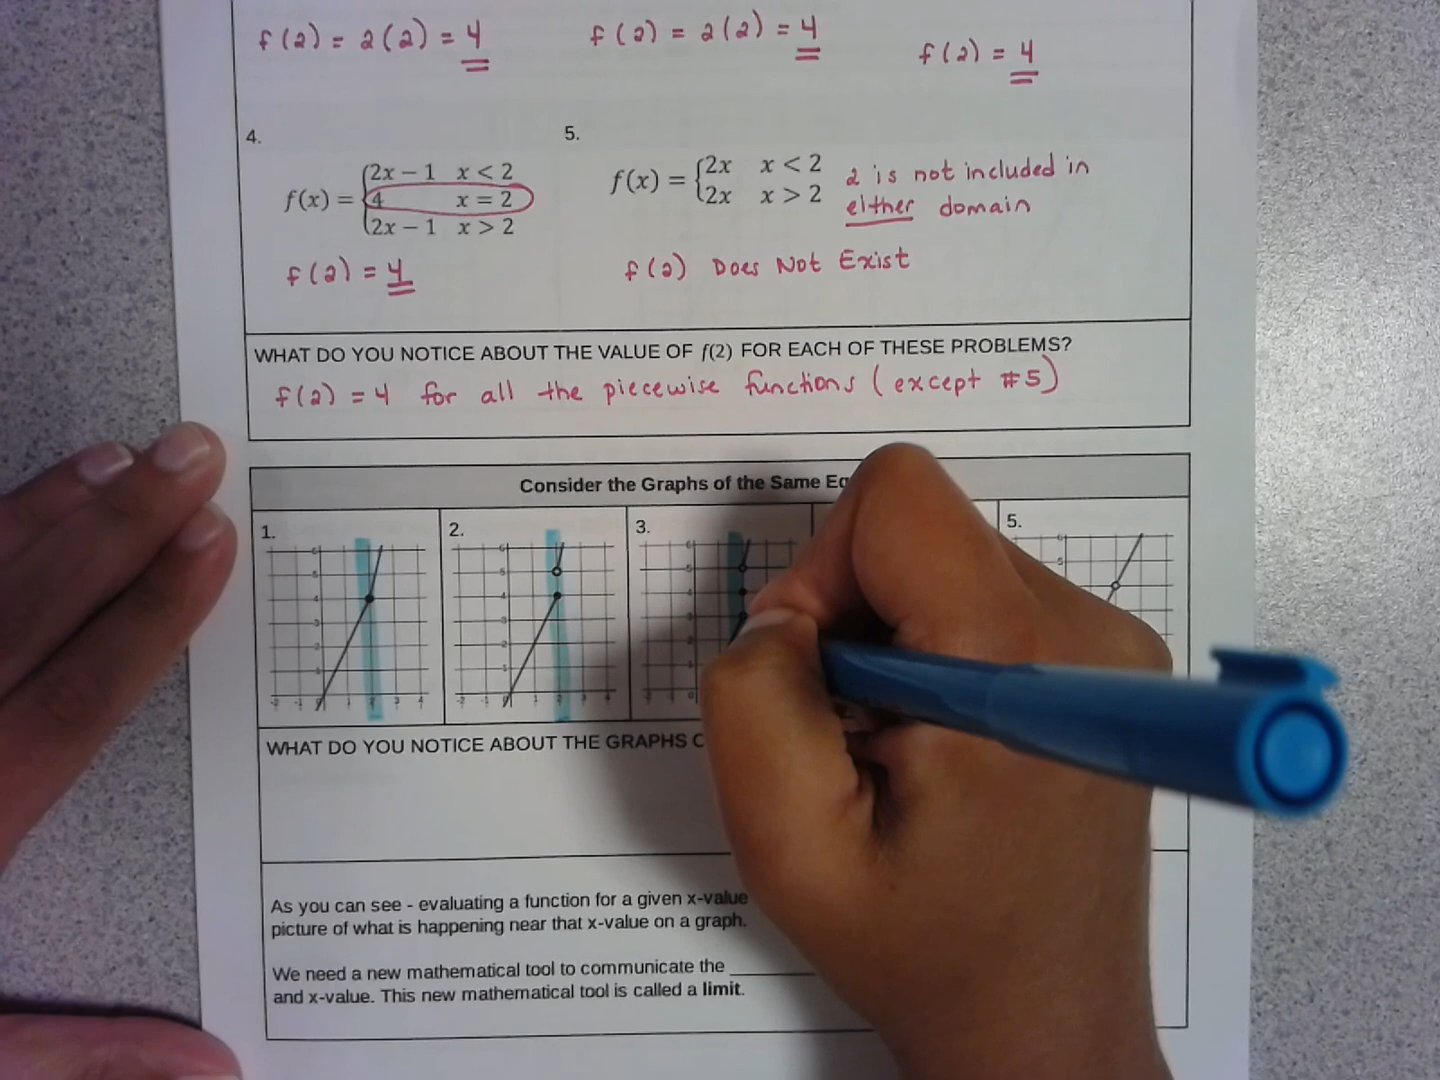 f(2) = 2(2) = 4 f(2) = 2(2) = 4 f(2) = 4
4. 5.
f(x) = {2x − 1 x < 2
4 x = 2
2x − 1 x > 2
f(x) = {2x x < 2
2x x > 2
2 is not included in
either domain
f(2) = 4
f(2) Does Not Exist
WHAT DO YOU NOTICE ABOUT THE VALUE OF f(2) FOR EACH OF THESE PROBLEMS?
f(2) = 4 for all the piecewise functions (except #5)
Consider the Graphs of the Same
1. 2. 3. 5.
WHAT DO YOU NOTICE ABOUT THE GRAPHS
As you can see - evaluating a function for a given x-value
picture of what is happening near that x-value on a graph.
We need a new mathematical tool to communicate the
and x-value. This new mathematical tool is called a limit.